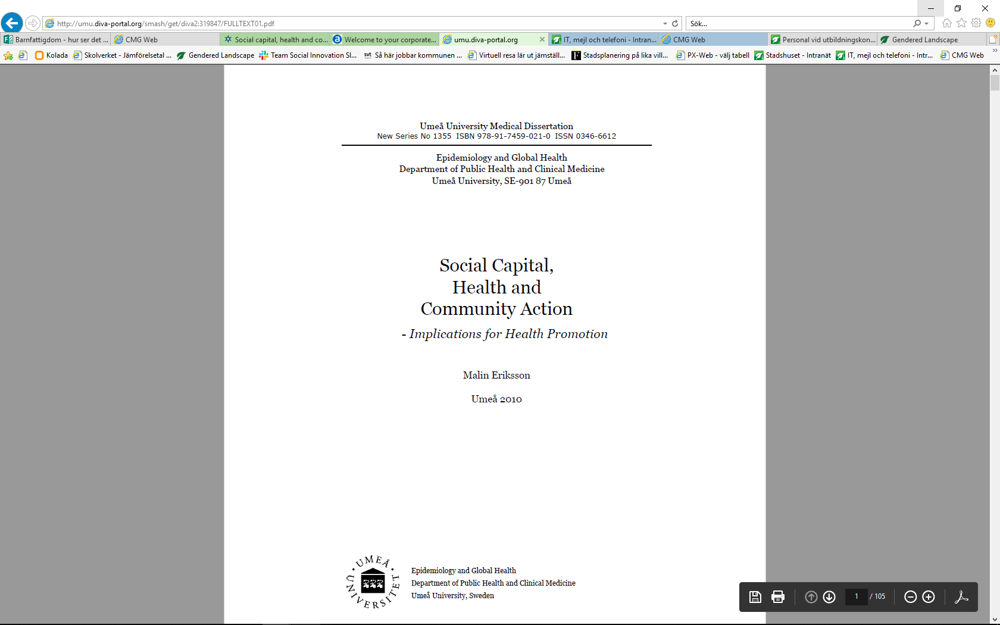 http://umu.diva-portal.org/smash/get/diva2:319847/FULLTEXT01.pdf
Sök...
Barnfattigdom - hur ser det ...
CMG Web
Social capital, health and co...
Welcome to your corporate...
umu.diva-portal.org
IT, mejl och telefoni - Intran...
CMG Web
Personal vid utbildningskon...
Gendered Landscape
Kolada
Skolverket - Jämförelsetal ...
Gendered Landscape
Team Social Innovation Sl...
svt
Så här jobbar kommunen ...
Virtuell resa lär ut jämställ...
Stadsplanering på lika vill...
PX-Web - välj tabell
Stadshuset - Intranät
IT, mejl och telefoni - Intr...
CMG Web
Umeå University Medical Dissertation
New Series No 1355 ISBN 978-91-7459-021-0 ISSN 0346-6612
Epidemiology and Global Health
Department of Public Health and Clinical Medicine
Umeå University, SE-901 87 Umeå
Social Capital,
Health and
Community Action
- Implications for Health Promotion
Malin Eriksson
Umeå 2010
UMEÅ UNIVERSITET
Epidemiology and Global Health
Department of Public Health and Clinical Medicine
Umeå University, Sweden
1 / 105